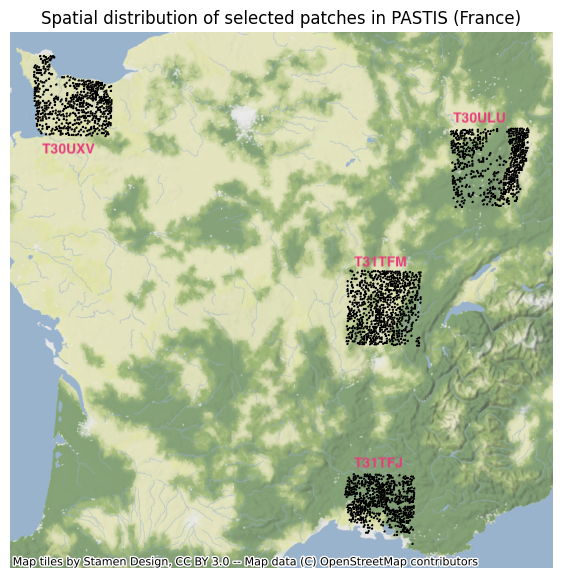 Spatial distribution of selected patches in PASTIS (France)
T30ULU
T30UXV
T31TFM
T31TFJ
Map tiles by Stamen Design, CC BY 3.0 -- Map data (C) OpenStreetMap contributors